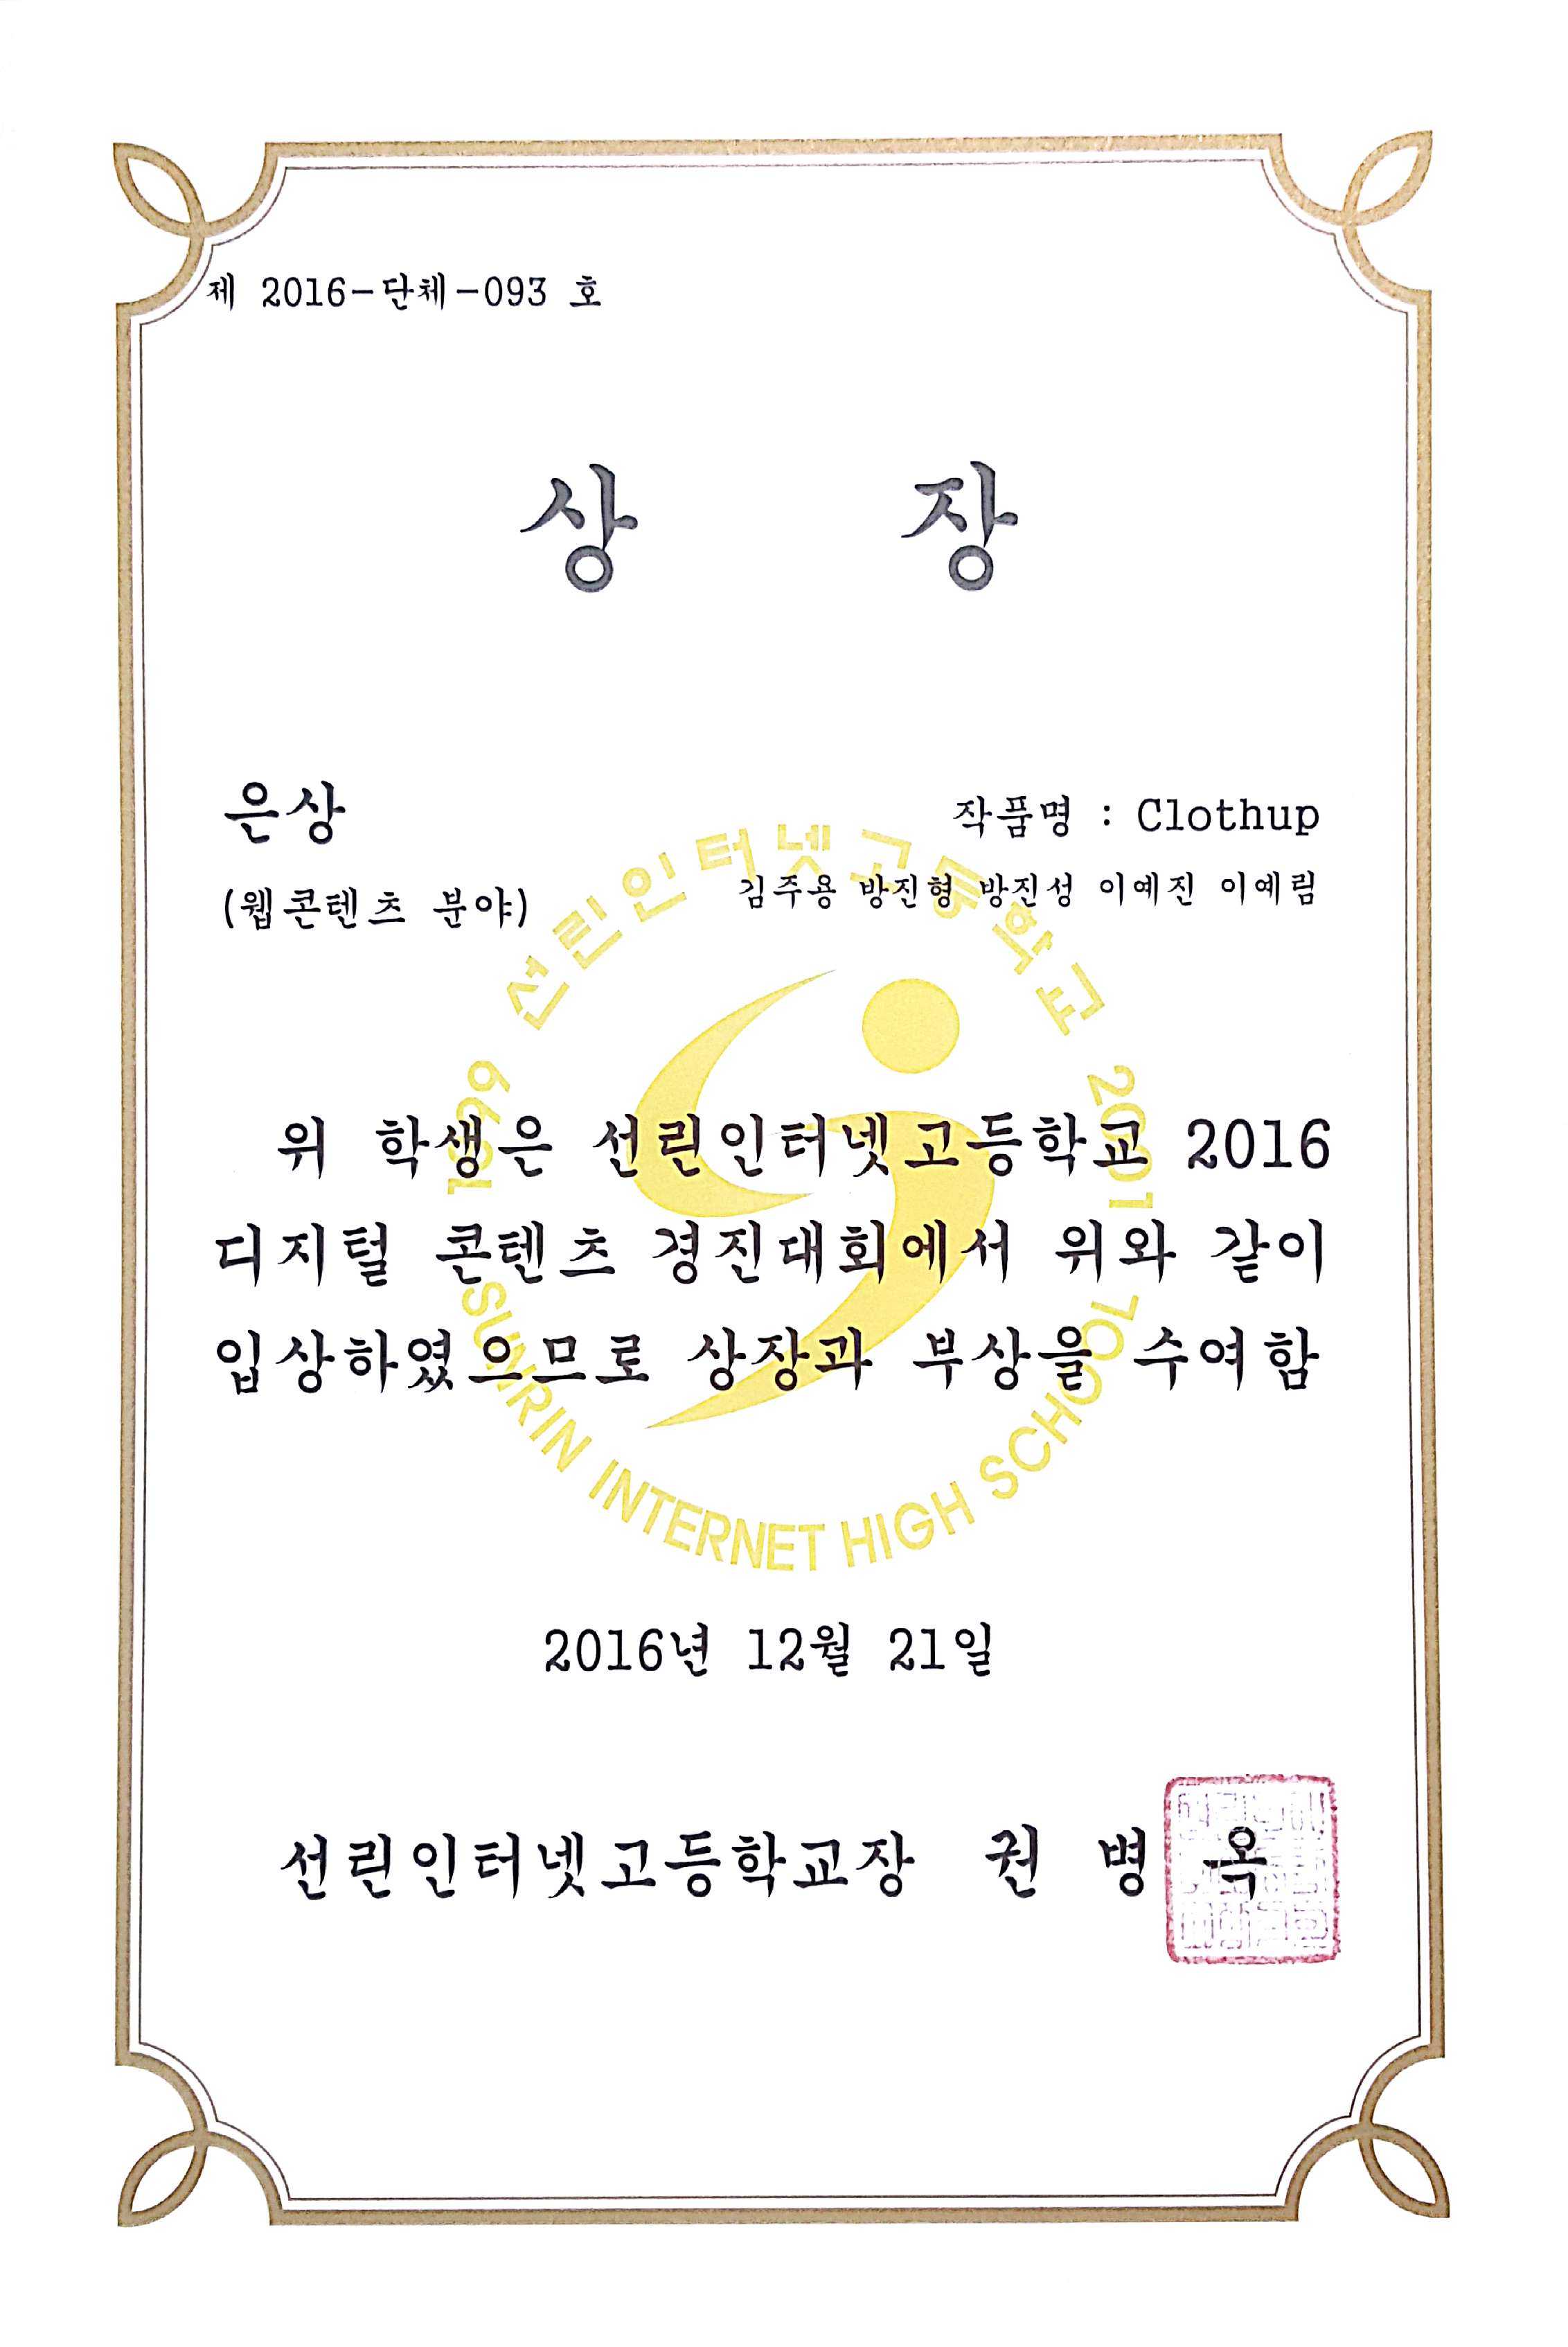 제 2016-단체-093 호
상 장
은상
작품명 : Clothup
(웹콘텐츠 분야)
김주용 방진형 방진성 이예진 이예림
선린인터넷고등학교 2001
1969
위 학생은 선린인터넷고등학교 2016
디지털 콘텐츠 경진대회에서 위와 같이
입상하였으므로 상장과 부상을 수여함
SUNRIN INTERNET HIGH SCHOOL
2016년 12월 21일
선린인터넷고등학교장 권 병 옥